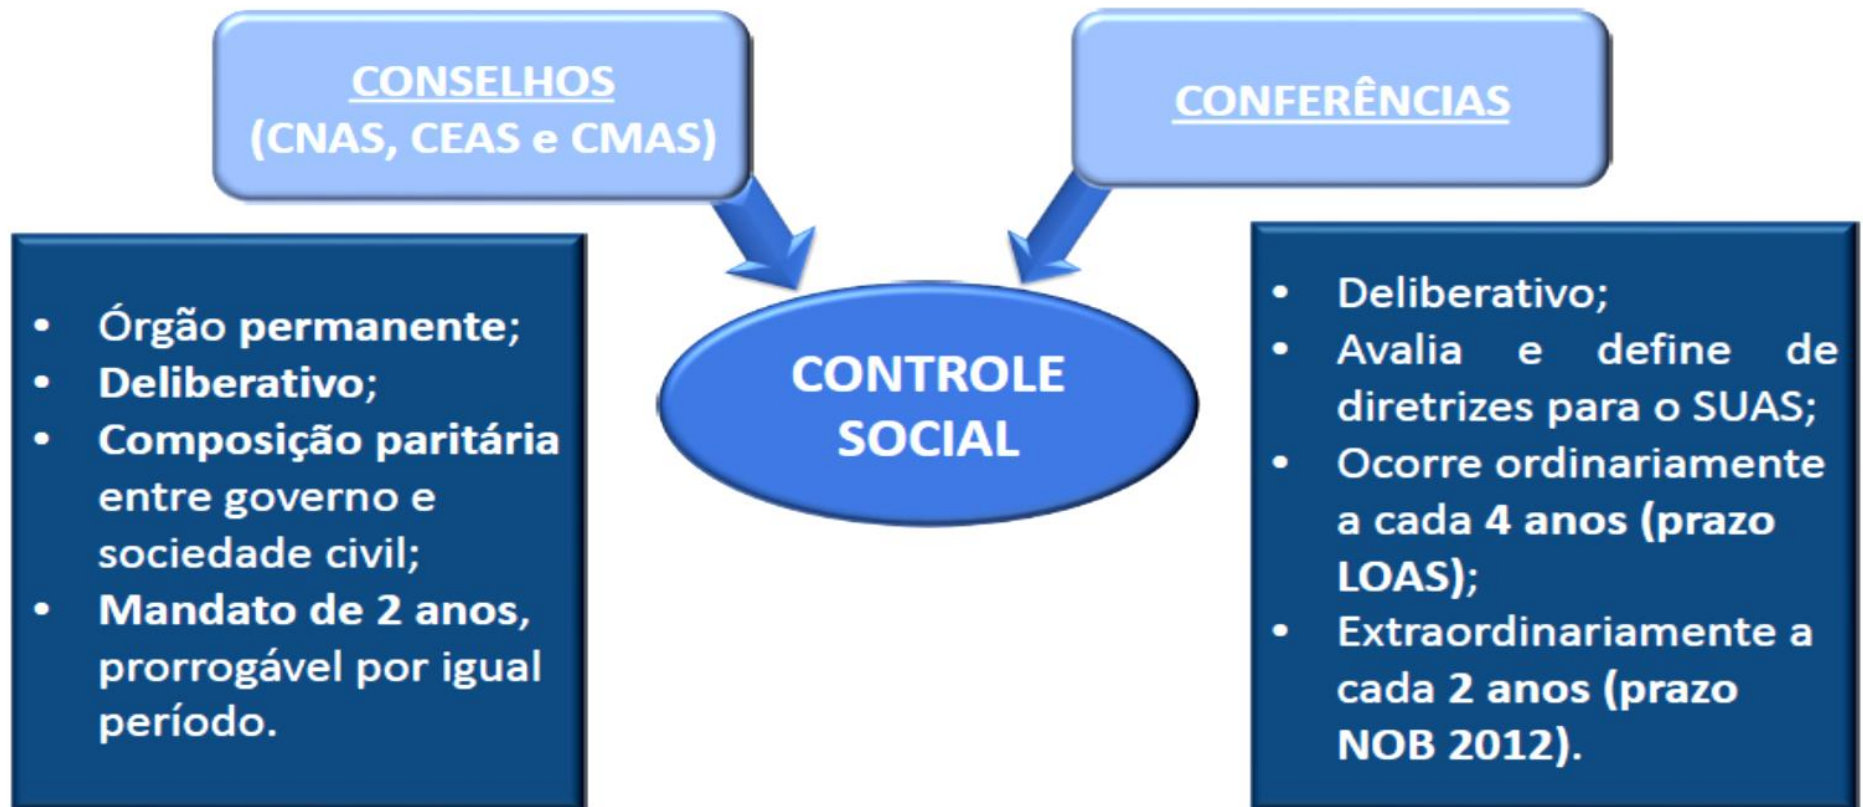 CONSELHOS
(CNAS, CEAS e CMAS)
CONFERÊNCIAS
• Órgão permanente;
• Deliberativo;
• Composição paritária
entre governo e
sociedade civil;
• Mandato de 2 anos,
prorrogável por igual
período.
CONTROLE
SOCIAL
• Deliberativo;
• Avalia e define de
diretrizes para o SUAS;
• Ocorre ordinariamente
a cada 4 anos (prazo
LOAS);
• Extraordinariamente a
cada 2 anos (prazo
NOB 2012).